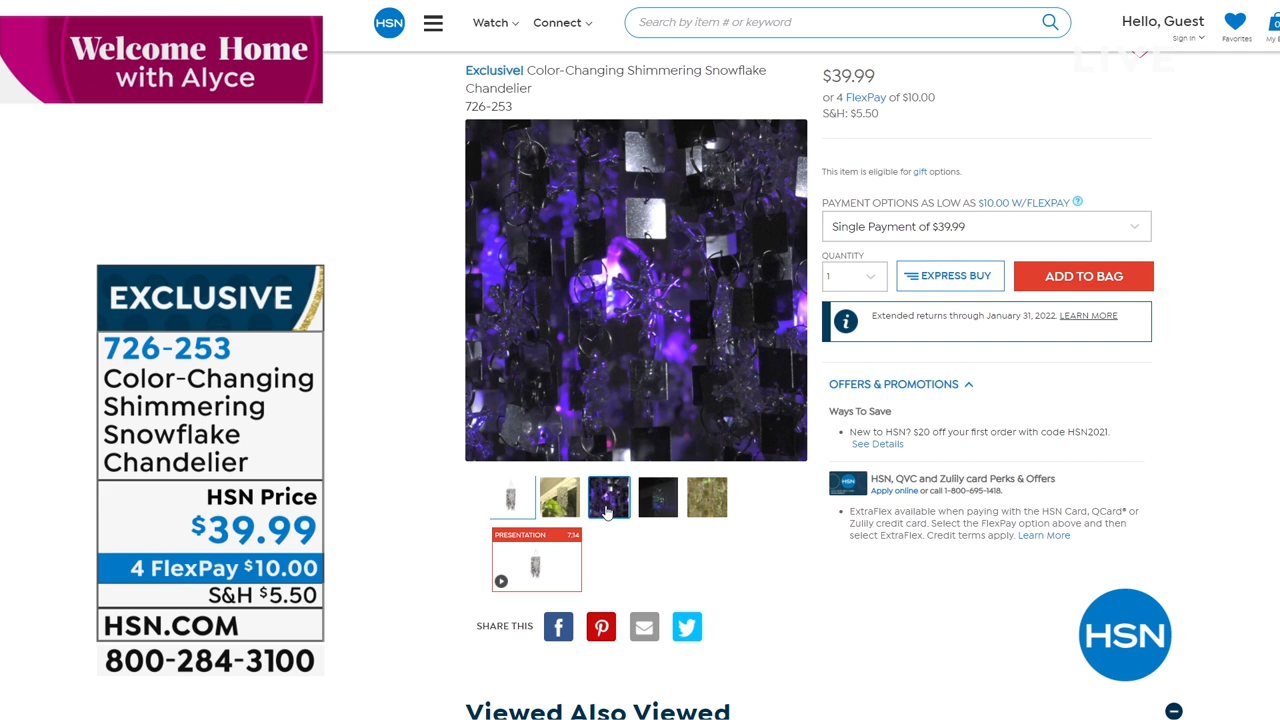 Welcome Home
with Alyce
HSN
Watch
Connect
Search by item # or keyword
Hello, Guest
Sign In
Favorites
0
LIVE
Exclusive! Color-Changing Shimmering Snowflake
Chandelier
726-253
$39.99
or 4 FlexPay of $10.00
S&H: $5.50
This item is eligible for gift options.
PAYMENT OPTIONS AS LOW AS $10.00 W/FLEXPAY ?
Single Payment of $39.99
QUANTITY
1
EXPRESS BUY
ADD TO BAG
Extended returns through January 31, 2022. LEARN MORE
OFFERS & PROMOTIONS
Ways To Save
New to HSN? $20 off your first order with code HSN2021.
See Details
HSN
HSN, QVC and Zulily card Perks & Offers
Apply online or call 1-800-695-1418.
ExtraFlex available when paying with the HSN Card, QCard® or
Zulily credit card. Select the FlexPay option above and then
select ExtraFlex. Credit terms apply. Learn More
EXCLUSIVE
726-253
Color-Changing
Shimmering
Snowflake
Chandelier
HSN Price
$39.99
4 FlexPay $10.00
S&H $5.50
HSN.COM
800-284-3100
PRESENTATION 7:14
SHARE THIS
HSN
Viewed Also Viewed